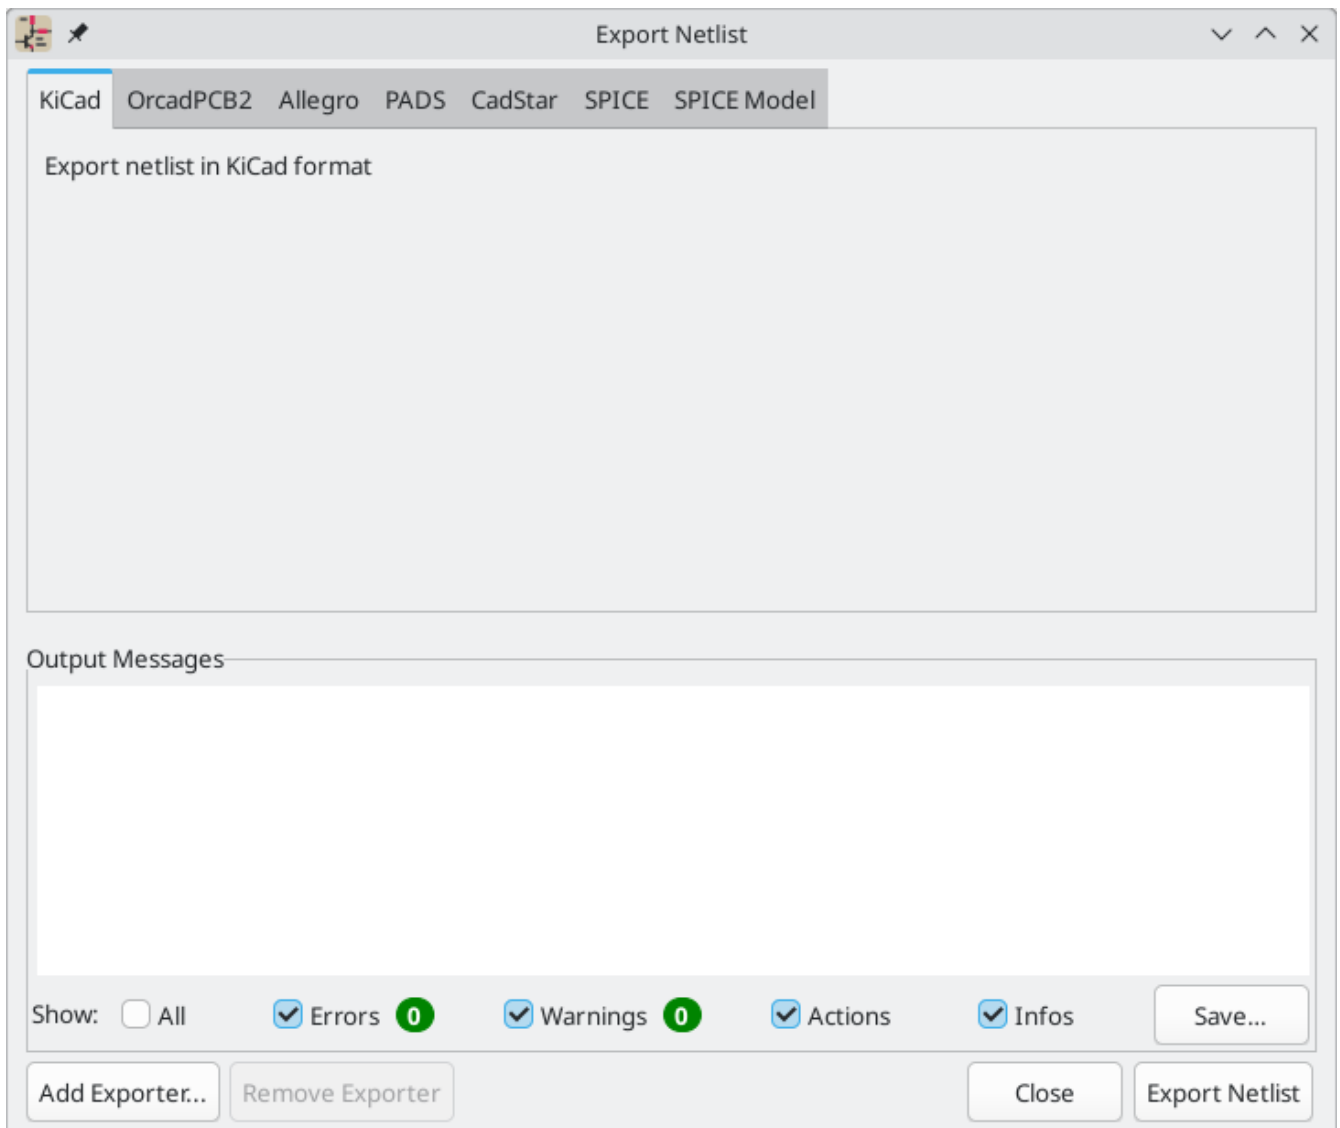 Export Netlist
KiCad OrcadPCB2 Allegro PADS CadStar SPICE SPICE Model
Export netlist in KiCad format
Output Messages
Show: All Errors 0 Warnings 0 Actions Infos Save...
Add Exporter... Remove Exporter Close Export Netlist